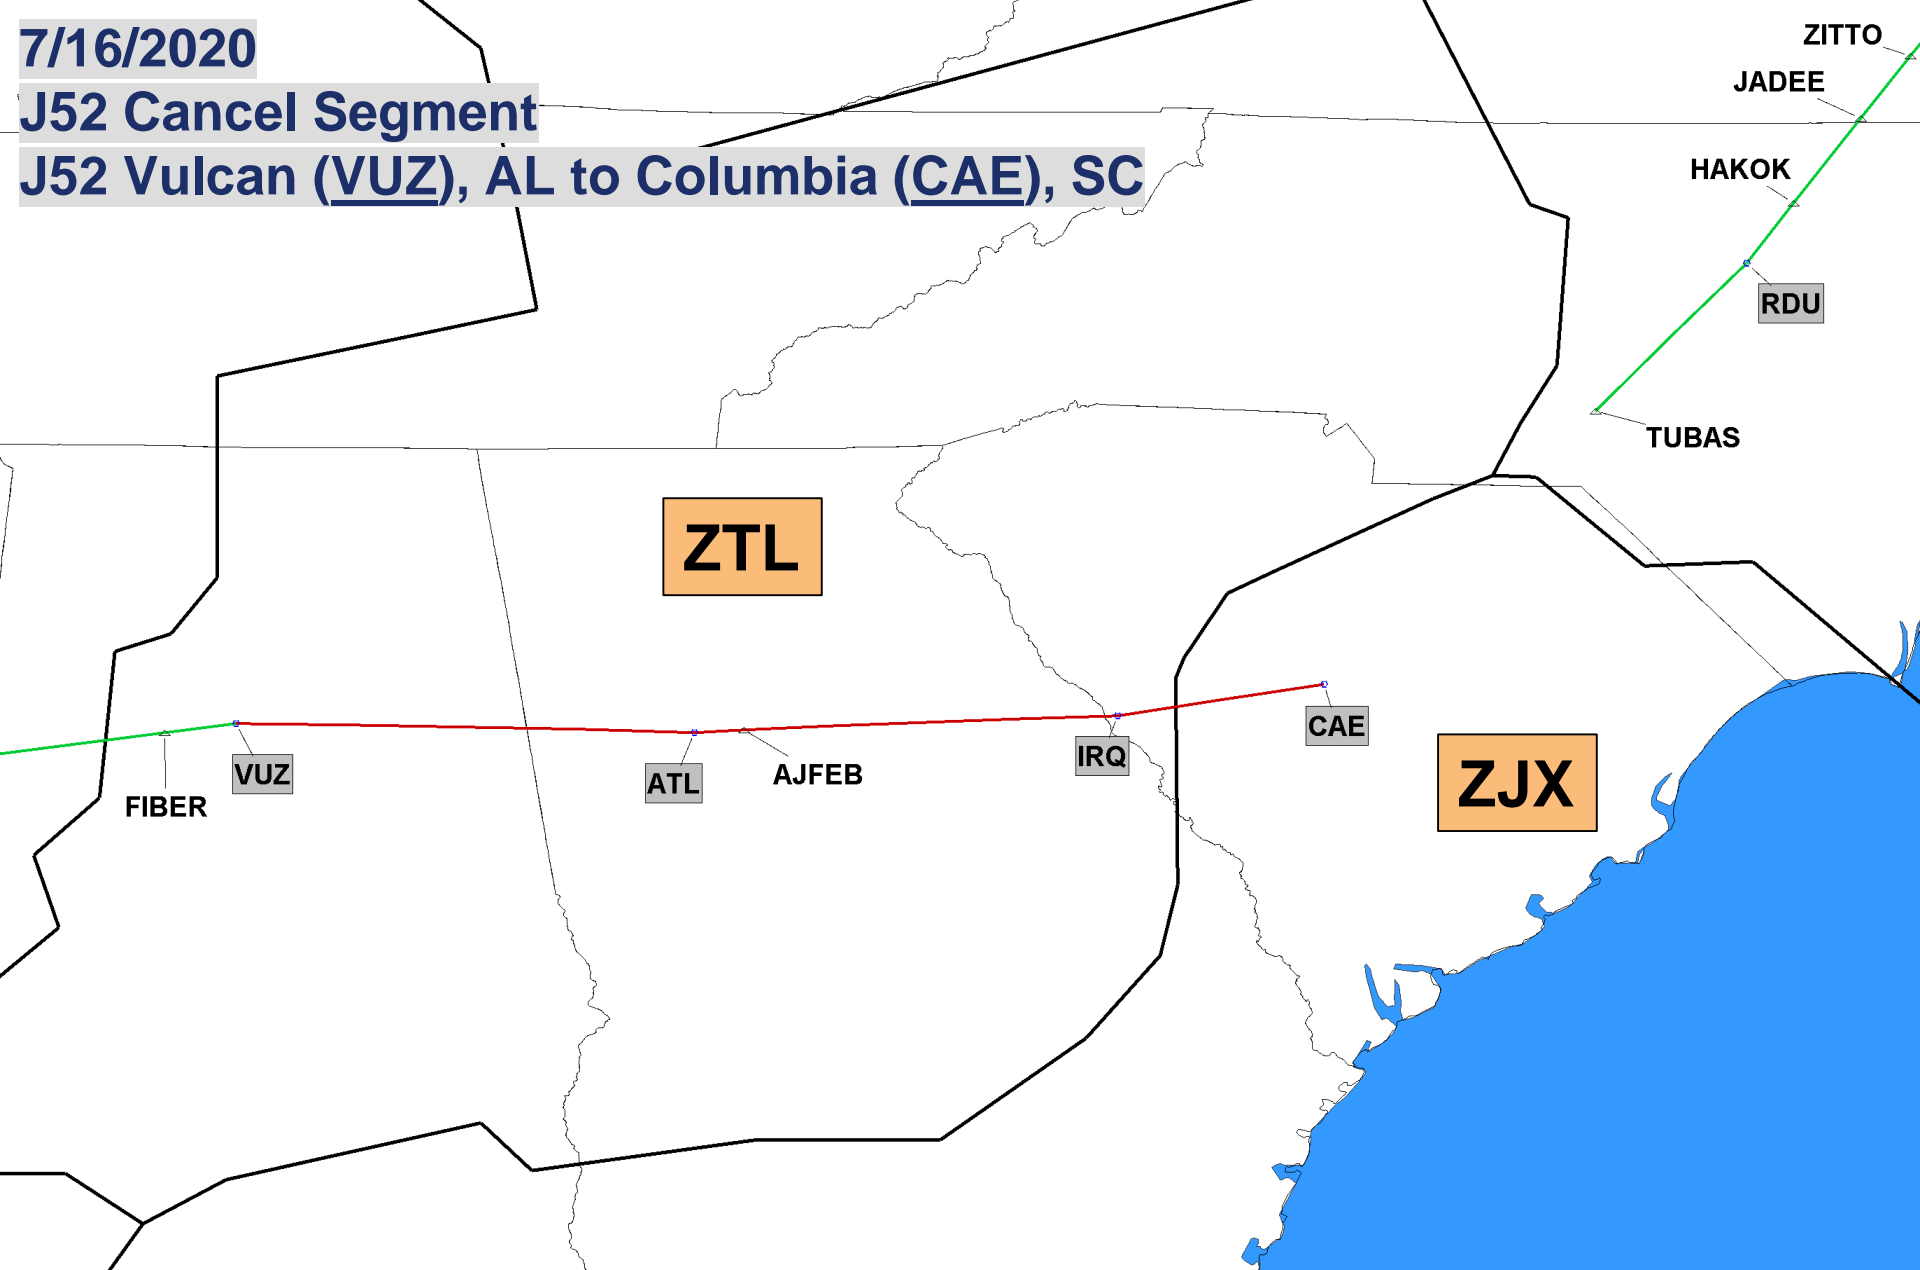 7/16/2020
J52 Cancel Segment
J52 Vulcan (VUZ), AL to Columbia (CAE), SC
ZITTO
JADEE
HAKOK
RDU
TUBAS
ZTL
CAE
IRQ
ZJX
VUZ
ATL
AJFEB
FIBER